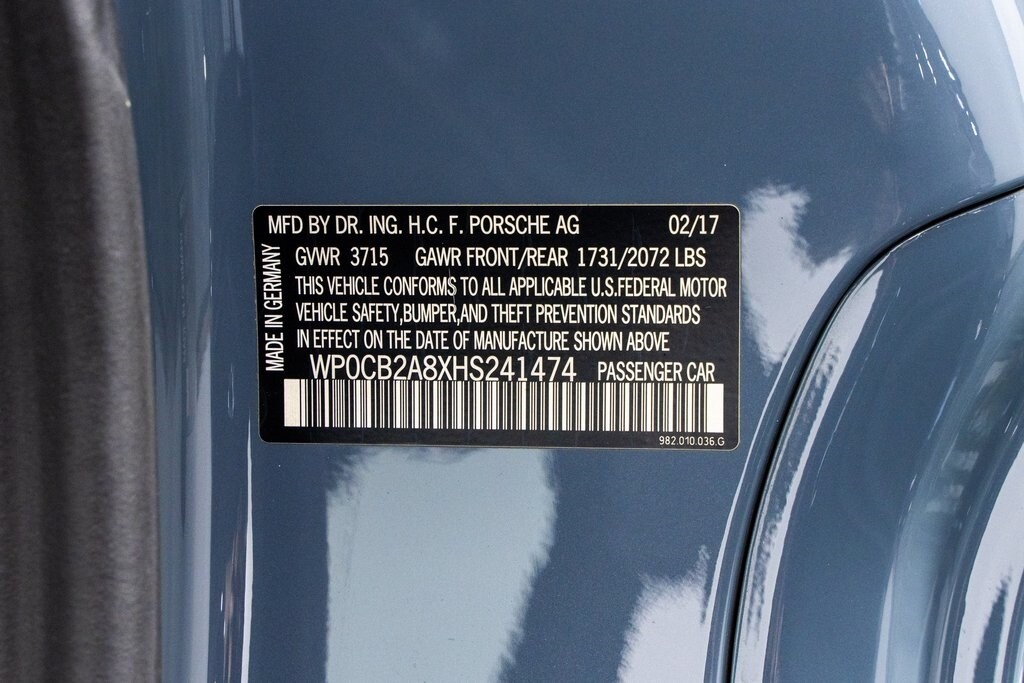 MFD BY DR. ING. H.C. F. PORSCHE AG 02/17
MADE IN GERMANY
GVWR 3715 GAWR FRONT/REAR 1731/2072 LBS
THIS VEHICLE CONFORMS TO ALL APPLICABLE U.S.FEDERAL MOTOR
VEHICLE SAFETY,BUMPER,AND THEFT PREVENTION STANDARDS
IN EFFECT ON THE DATE OF MANUFACTURE SHOWN ABOVE
WP0CB2A8XHS241474 PASSENGER CAR
982.010.036.G